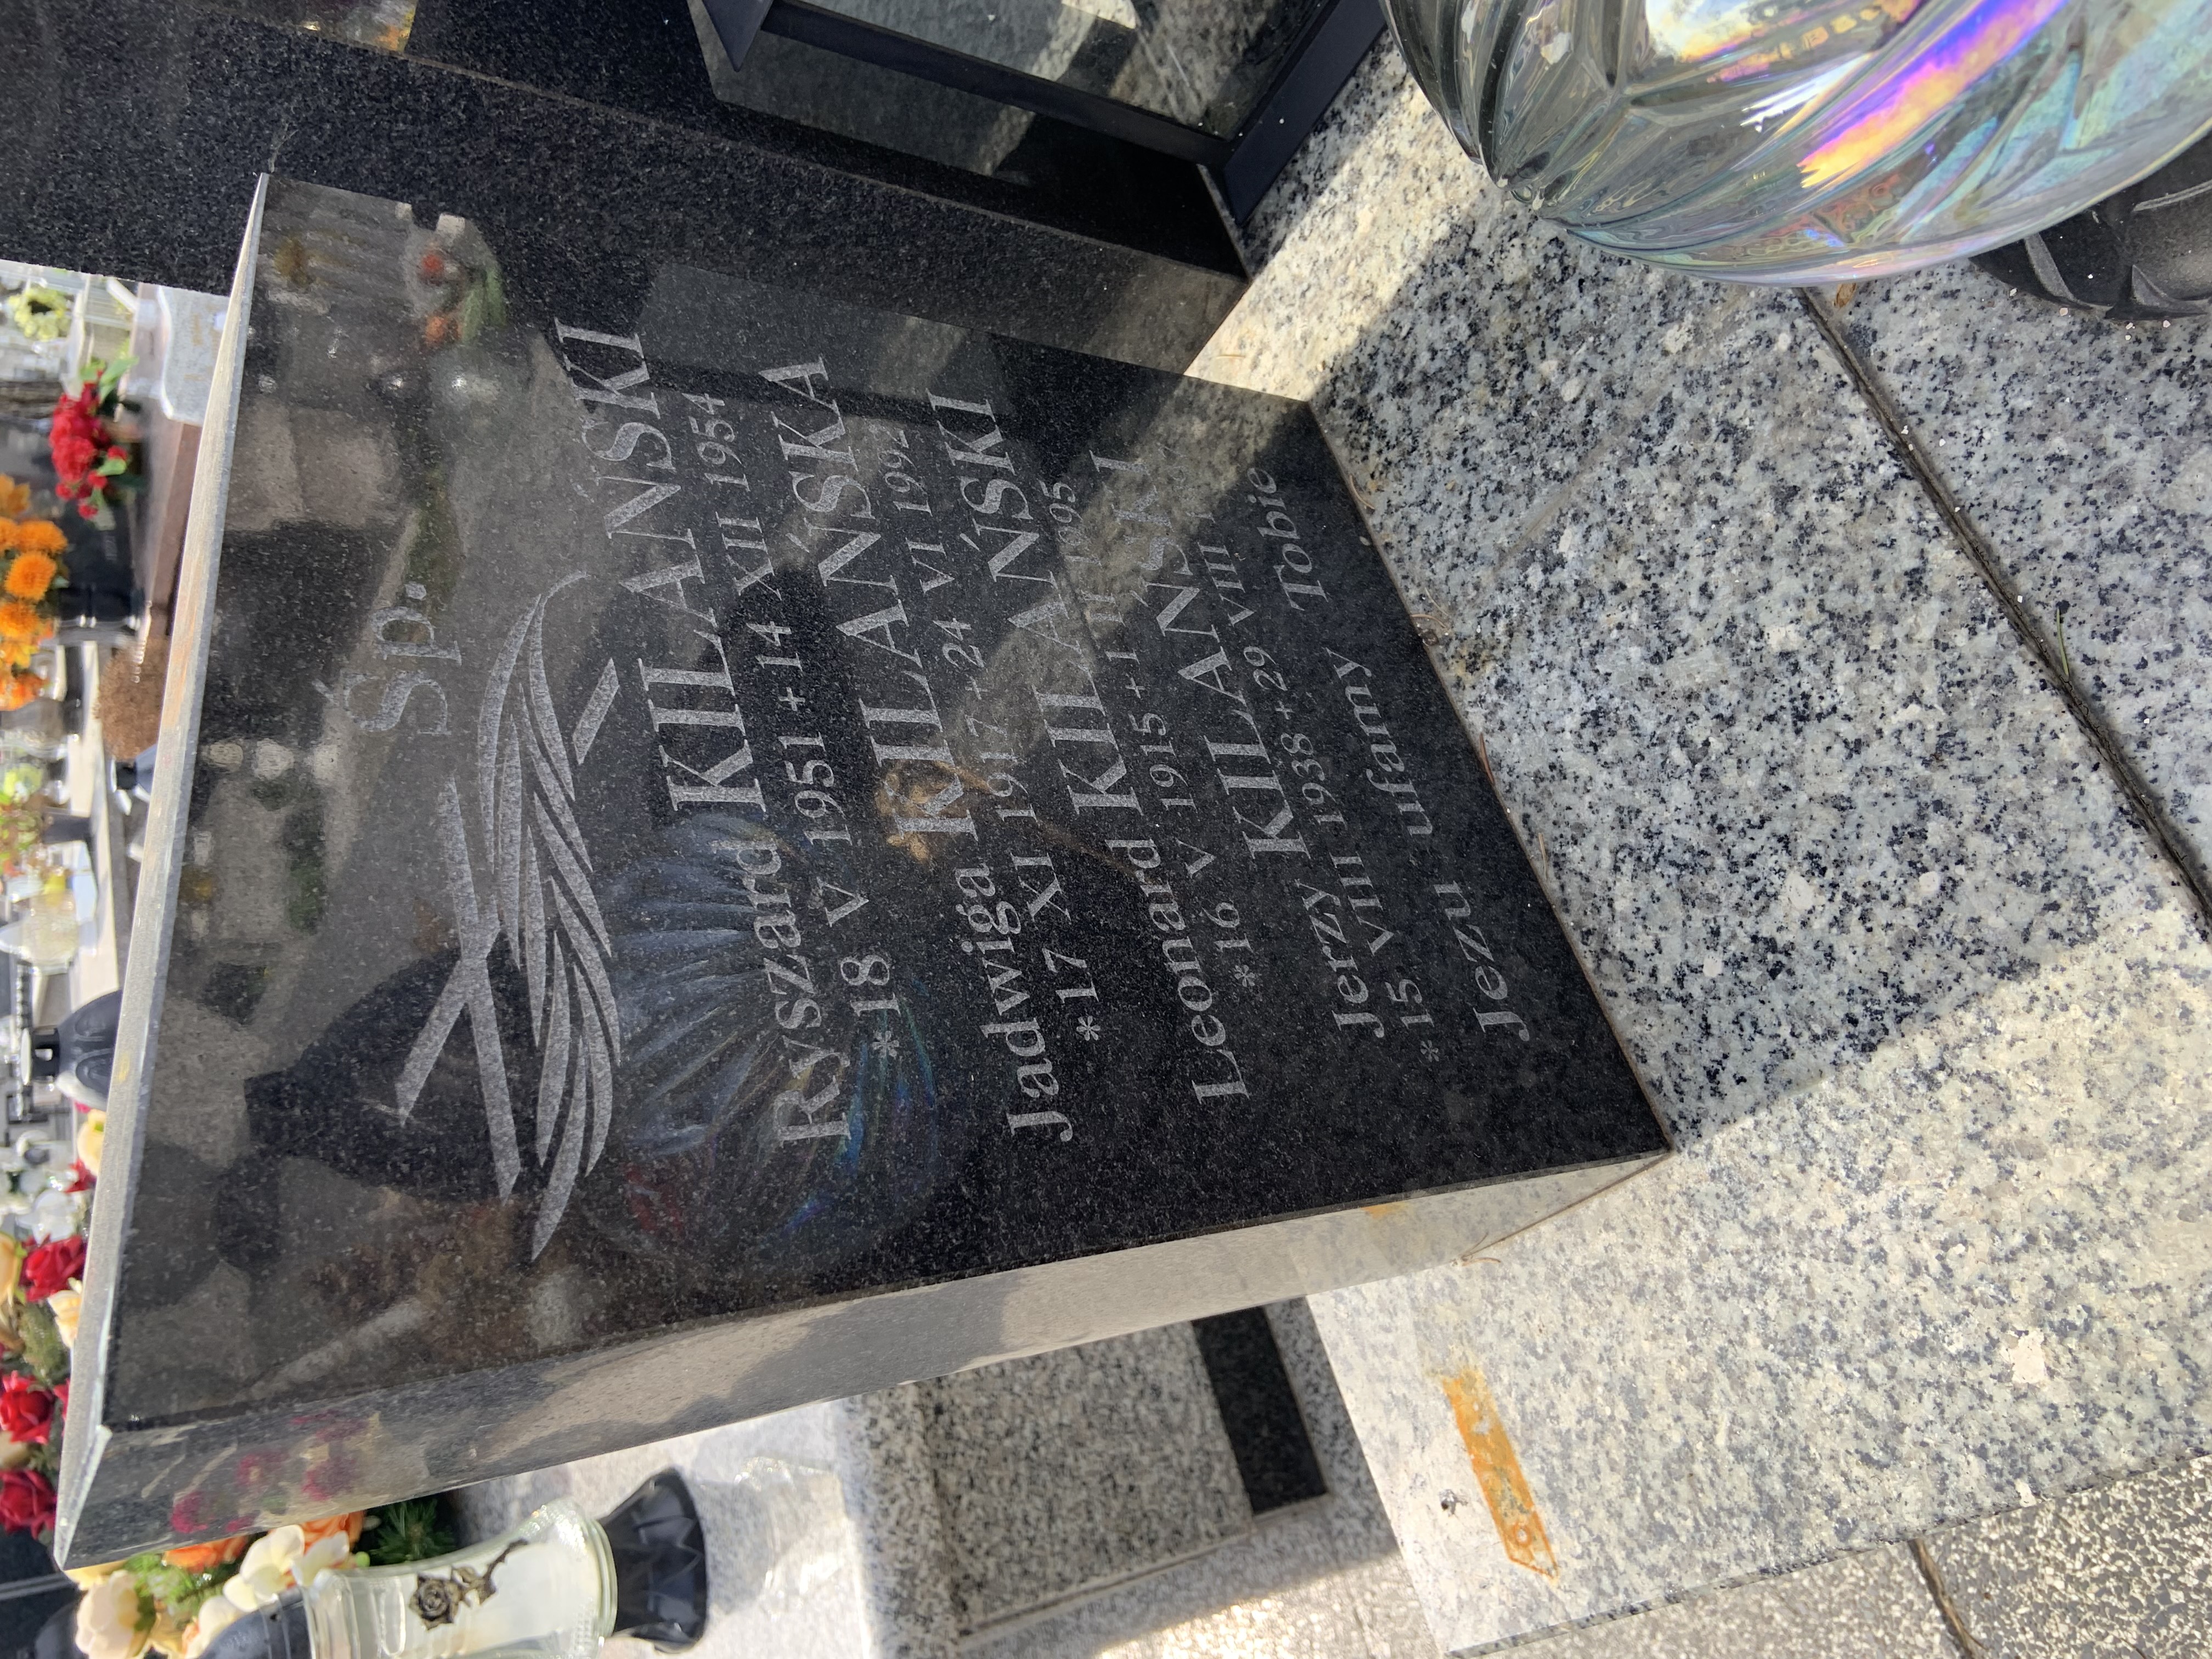 Śp.
Ryszard KILAŃSKI
*18 V 1951 + 14 XII 1954
Jadwiga KILAŃSKA
*17 XI 1917 + 24 VI 1992
Leonard KILAŃSKI
*16 V 1915 + 1
Jerzy KILAŃSKI
*15 VIII 1938 + 29 VIII
Jezu ufamy Tobie